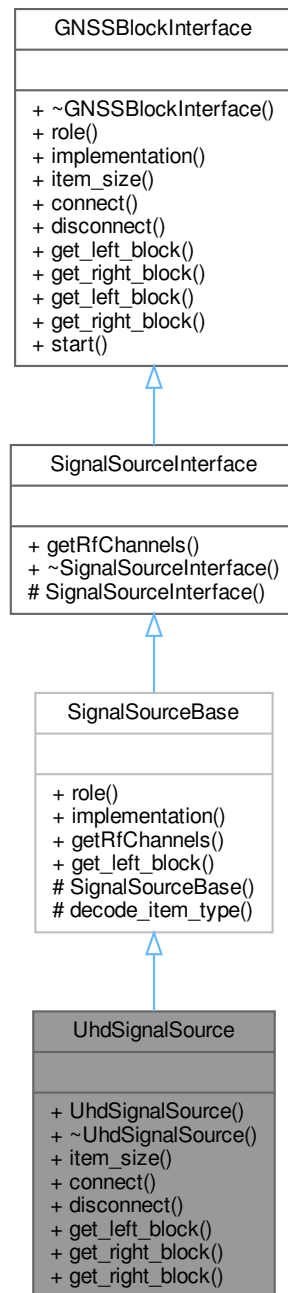 GNSSBlockInterface
+ ~GNSSBlockInterface()
+ role()
+ implementation()
+ item_size()
+ connect()
+ disconnect()
+ get_left_block()
+ get_right_block()
+ get_left_block()
+ get_right_block()
+ start()
SignalSourceInterface
+ getRfChannels()
+ ~SignalSourceInterface()
# SignalSourceInterface()
SignalSourceBase
+ role()
+ implementation()
+ getRfChannels()
+ get_left_block()
# SignalSourceBase()
# decode_item_type()
UhdSignalSource
+ UhdSignalSource()
+ ~UhdSignalSource()
+ item_size()
+ connect()
+ disconnect()
+ get_left_block()
+ get_right_block()
+ get_right_block()